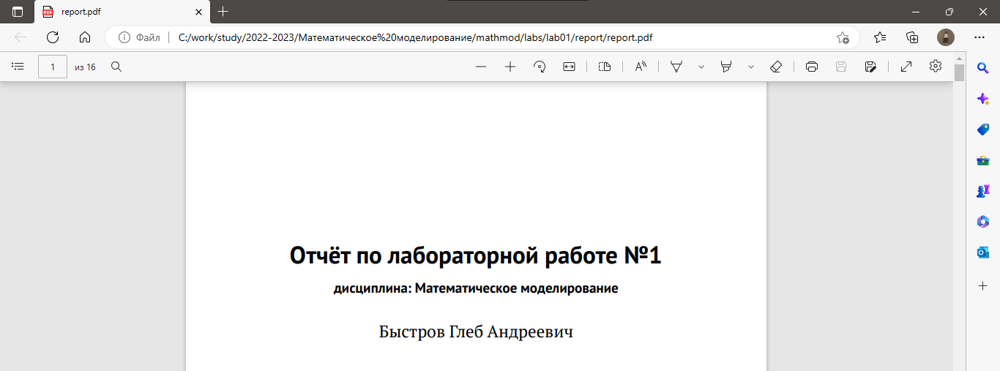 report.pdf
Файл C:/work/study/2022-2023/Математическое%20моделирование/mathmod/labs/lab01/report/report.pdf
1 из 16
Отчёт по лабораторной работе №1
дисциплина: Математическое моделирование
Быстров Глеб Андреевич